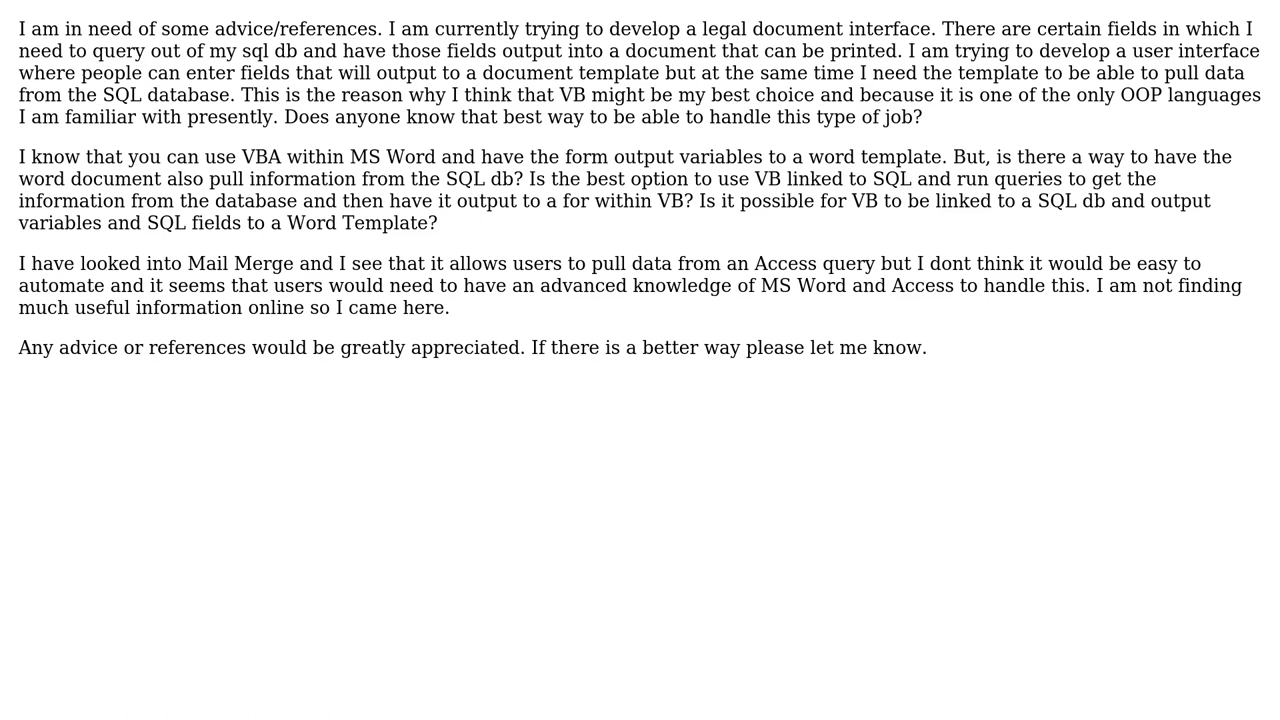 I am in need of some advice/references. I am currently trying to develop a legal document interface. There are certain fields in which I
need to query out of my sql db and have those fields output into a document that can be printed. I am trying to develop a user interface
where people can enter fields that will output to a document template but at the same time I need the template to be able to pull data
from the SQL database. This is the reason why I think that VB might be my best choice and because it is one of the only OOP languages
I am familiar with presently. Does anyone know that best way to be able to handle this type of job?
I know that you can use VBA within MS Word and have the form output variables to a word template. But, is there a way to have the
word document also pull information from the SQL db? Is the best option to use VB linked to SQL and run queries to get the
information from the database and then have it output to a for within VB? Is it possible for VB to be linked to a SQL db and output
variables and SQL fields to a Word Template?
I have looked into Mail Merge and I see that it allows users to pull data from an Access query but I dont think it would be easy to
automate and it seems that users would need to have an advanced knowledge of MS Word and Access to handle this. I am not finding
much useful information online so I came here.
Any advice or references would be greatly appreciated. If there is a better way please let me know.